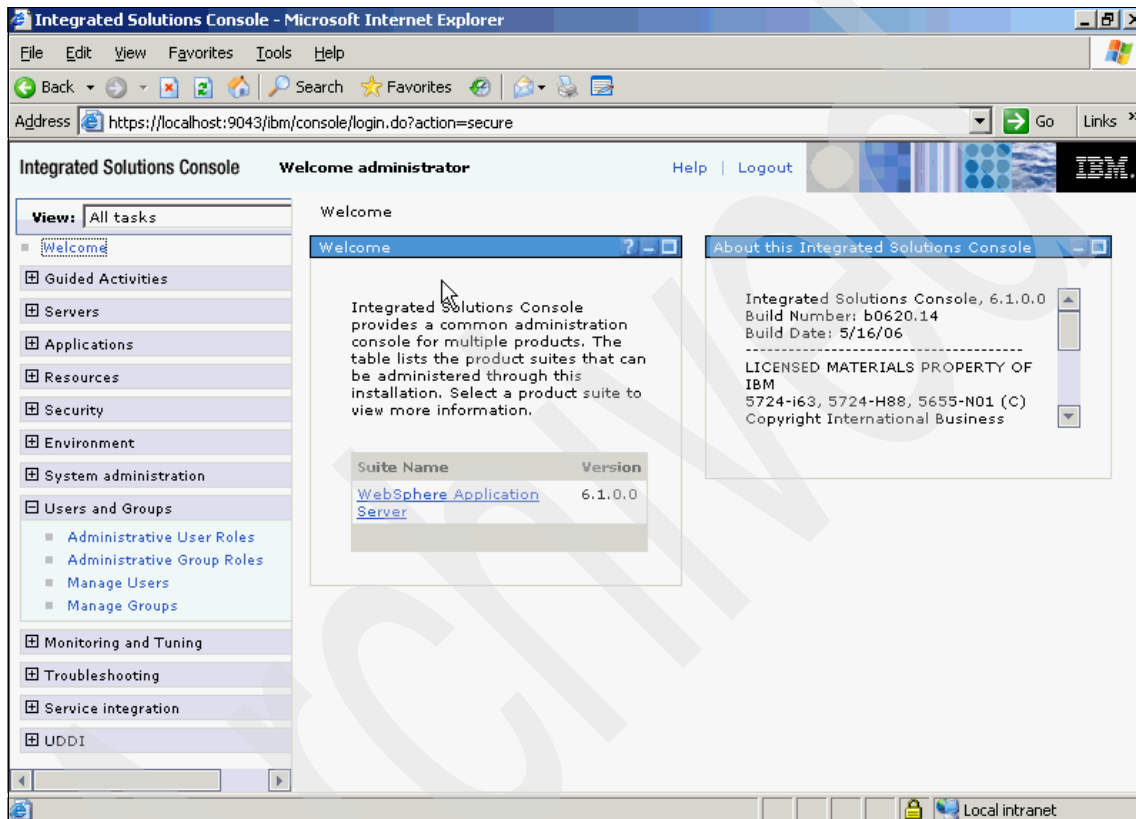 Integrated Solutions Console - Microsoft Internet Explorer
File Edit View Favorites Tools Help
Back Search Favorites
Address https://localhost:9043/ibm/console/login.do?action=secure Go Links »
Integrated Solutions Console Welcome administrator Help | Logout IBM.
View: All tasks
Welcome
Guided Activities
Servers
Applications
Resources
Security
Environment
System administration
Users and Groups
Administrative User Roles
Administrative Group Roles
Manage Users
Manage Groups
Monitoring and Tuning
Troubleshooting
Service integration
UDDI
Welcome
Welcome ?
Integrated Solutions Console
provides a common administration
console for multiple products. The
table lists the product suites that can
be administered through this
installation. Select a product suite to
view more information.
Suite Name Version
WebSphere Application 6.1.0.0
Server
About this Integrated Solutions Console
Integrated Solutions Console, 6.1.0.0
Build Number: b0620.14
Build Date: 5/16/06
-----------------------------------
LICENSED MATERIALS PROPERTY OF
IBM
5724-i63, 5724-H88, 5655-N01 (C)
Copyright International Business
Local intranet
Archived